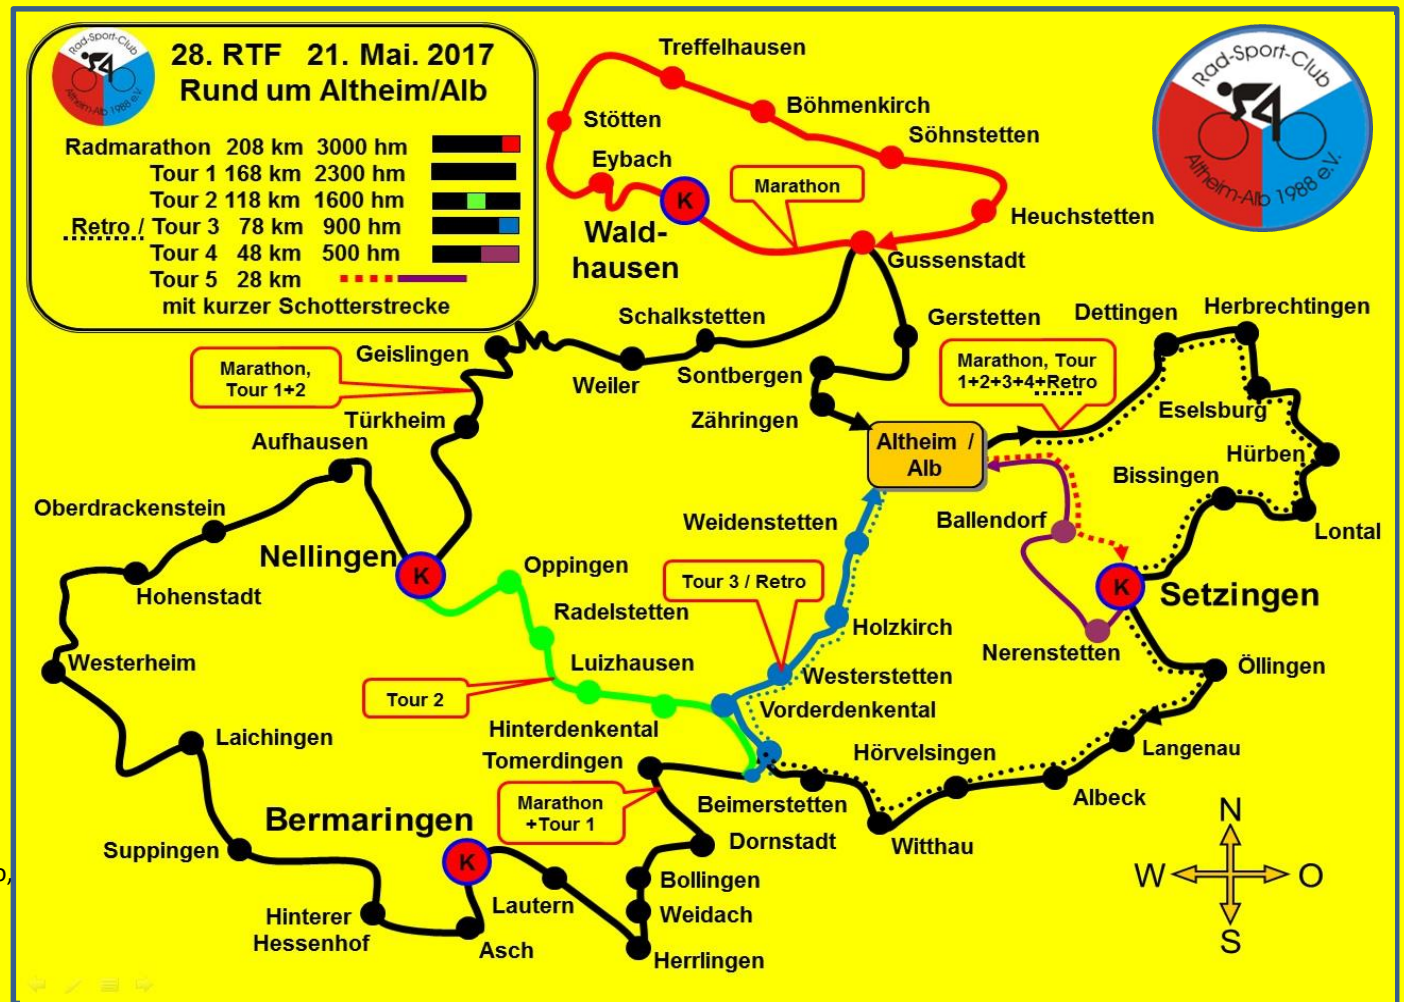 Rad-Sport-Club
Altheim-Alb 1988 e.V.
28. RTF 21. Mai. 2017
Rund um Altheim/Alb
Radmarathon 208 km 3000 hm
Tour 1 168 km 2300 hm
Tour 2 118 km 1600 hm
Retro / Tour 3 78 km 900 hm
Tour 4 48 km 500 hm
Tour 5 28 km
mit kurzer Schotterstrecke
Rad-Sport-Club
Altheim-Alb 1988 e.V.
Treffelhausen
Böhmenkirch
Stötten
Söhnstetten
Eybach
Marathon
K
Heuchstetten
Wald-
hausen
Gussenstadt
Schalkstetten
Gerstetten
Dettingen
Herbrechtingen
Geislingen
Marathon,
Tour 1+2
Weiler
Sontbergen
Marathon, Tour
1+2+3+4+Retro
Eselsburg
Türkheim
Zähringen
Aufhausen
Altheim /
Alb
Hürben
Bissingen
Oberdrackenstein
Weidenstetten
Ballendorf
Lontal
Nellingen
K
Oppingen
Tour 3 / Retro
K
Setzingen
Hohenstadt
Radelstetten
Holzkirch
Nerenstetten
Westerheim
Luizhausen
Westerstetten
Öllingen
Tour 2
Vorderdenkental
Hinterdenkental
Laichingen
Tomerdingen
Hörvelsingen
Langenau
Marathon
+Tour 1
Beimerstetten
Albeck
Bermaringen
K
Dornstadt
Witthau
Suppingen
Bollingen
Lautern
Weidach
Hinterer
Hessenhof
Asch
Herrlingen
N
W
O
S